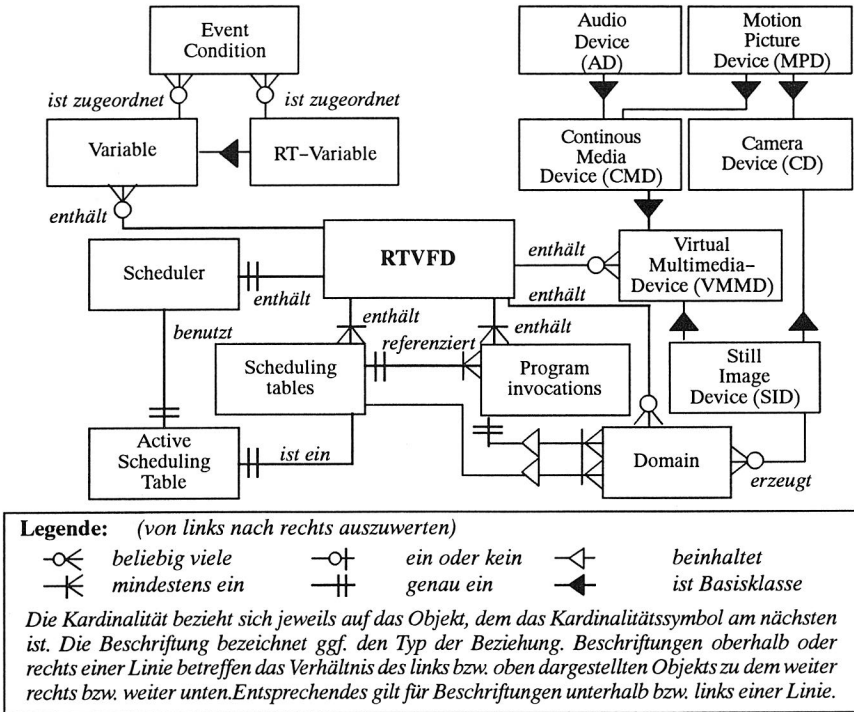 Event
Condition
Audio
Device
(AD)
Motion
Picture
Device (MPD)
ist zugeordnet
ist zugeordnet
Variable
RT-Variable
Continous
Media
Device (CMD)
Camera
Device (CD)
enthält
RTVFD
enthält
Virtual
Multimedia-
Device (VMMD)
Scheduler
enthält
enthält
benutzt
enthält
referenziert
enthält
Scheduling
tables
Program
invocations
Still
Image
Device (SID)
Active
Scheduling
Table
ist ein
Domain
erzeugt
Legende: (von links nach rechts auszuwerten)
beliebig viele
ein oder kein
beinhaltet
mindestens ein
genau ein
ist Basisklasse
Die Kardinalität bezieht sich jeweils auf das Objekt, dem das Kardinalitätssymbol am nächsten
ist. Die Beschriftung bezeichnet ggf. den Typ der Beziehung. Beschriftungen oberhalb oder
rechts einer Linie betreffen das Verhältnis des links bzw. oben dargestellten Objekts zu dem weiter
rechts bzw. weiter unten.Entsprechendes gilt für Beschriftungen unterhalb bzw. links einer Linie.